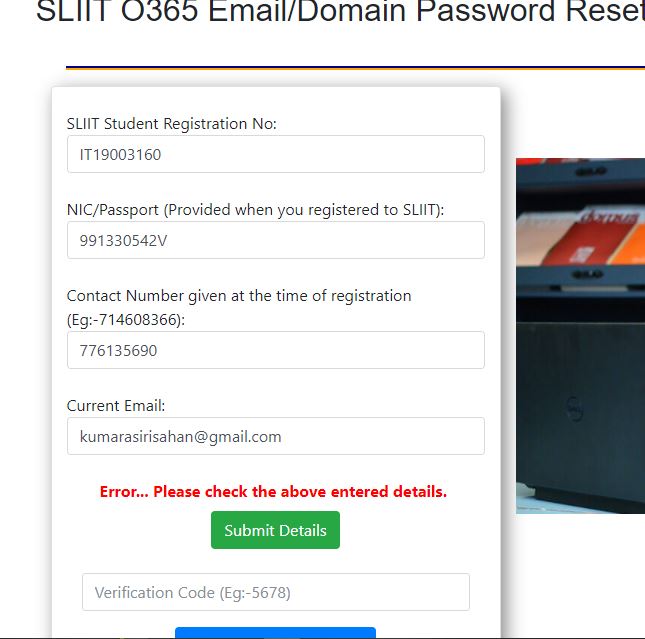 SLIIT O365 Email/Domain Password Reset
SLIIT Student Registration No:
IT19003160
NIC/Passport (Provided when you registered to SLIIT):
991330542V
Contact Number given at the time of registration
(Eg:-714608366):
776135690
Current Email:
kumarasirisahan@gmail.com
Error... Please check the above entered details.
Submit Details
Verification Code (Eg:-5678)